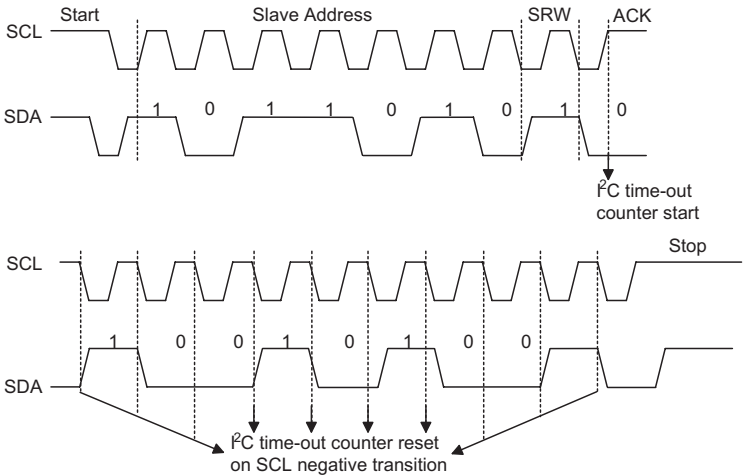 Start Slave Address SRW ACK
SCL
SDA 1 0 1 1 0 1 0 1 0
I²C time-out
counter start
Stop
SCL
1 0 0 1 0 1 0 0
SDA
I²C time-out counter reset
on SCL negative transition